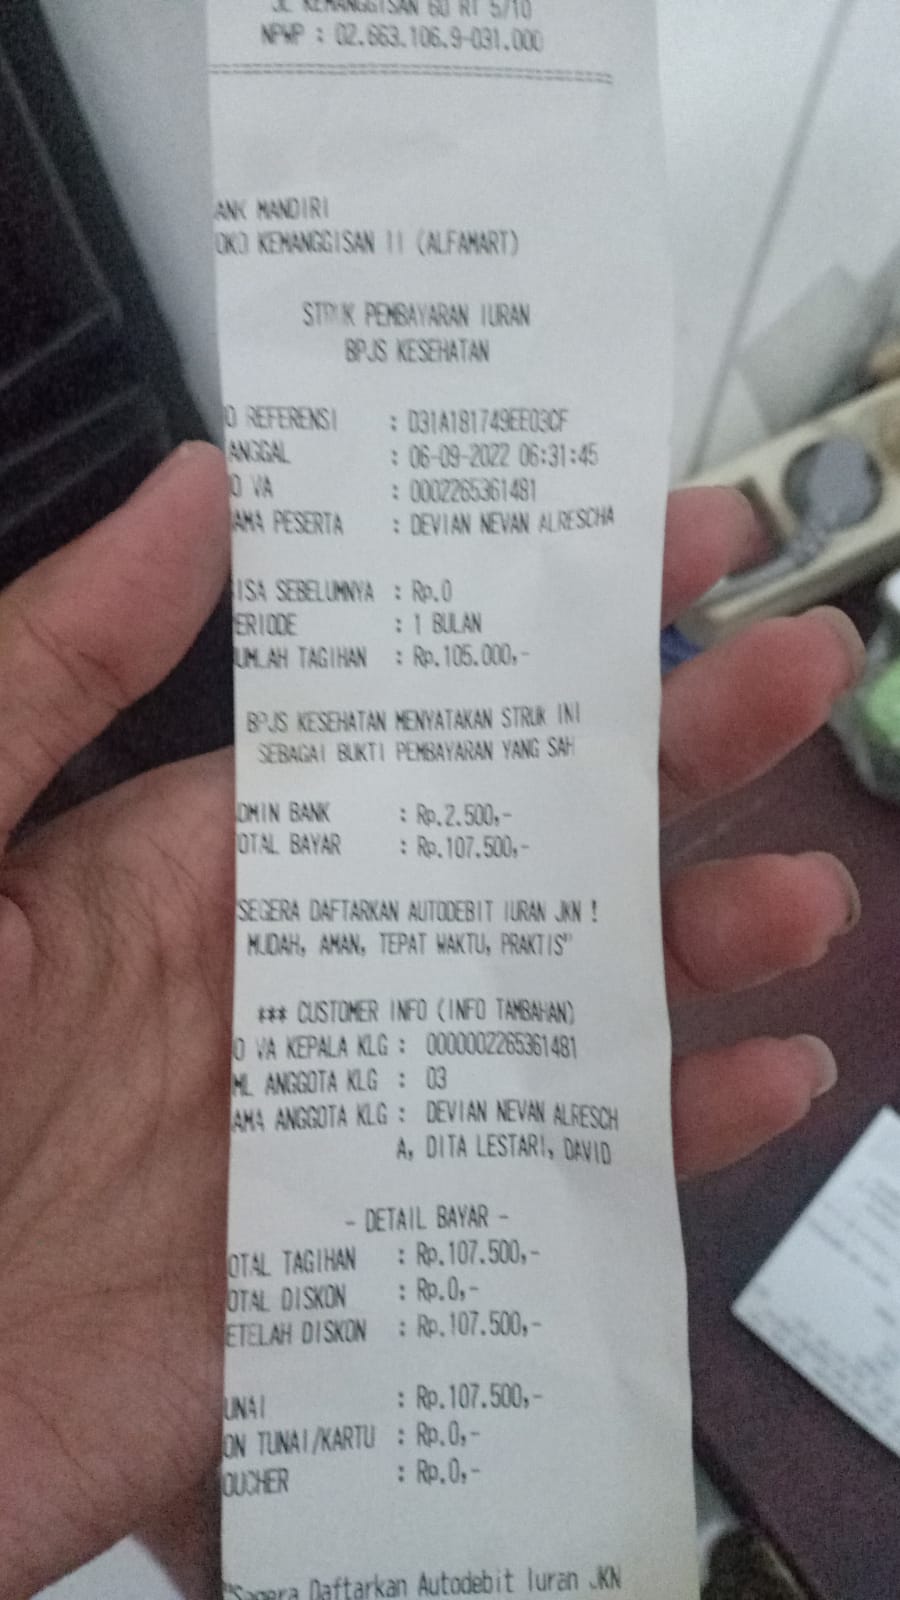 JL KEMANGGISAN 60 RT 5/10
NPWP : 02.663.106.9-031.000
ANK MANDIRI
OKO KEMANGGISAN II (ALFAMART)
STRUK PEMBAYARAN IURAN
BPJS KESEHATAN
O REFERENSI : D31A181749EE03CF
ANGGAL : 06-09-2022 06:31:45
O VA : 0002265361481
AMA PESERTA : DEVIAN NEVAN ALRESCHA
ISA SEBELUMNYA : Rp.0
ERIODE : 1 BULAN
UMLAH TAGIHAN : Rp.105.000,-
BPJS KESEHATAN MENYATAKAN STRUK INI
SEBAGAI BUKTI PEMBAYARAN YANG SAH
DMIN BANK : Rp.2.500,-
OTAL BAYAR : Rp.107.500,-
"SEGERA DAFTARKAN AUTODEBIT IURAN JKN !
MUDAH, AMAN, TEPAT WAKTU, PRAKTIS"
*** CUSTOMER INFO (INFO TAMBAHAN)
O VA KEPALA KLG : 0000002265361481
ML ANGGOTA KLG : 03
AMA ANGGOTA KLG : DEVIAN NEVAN ALRESCH
A, DITA LESTARI, DAVID
- DETAIL BAYAR -
OTAL TAGIHAN : Rp.107.500,-
OTAL DISKON : Rp.0,-
ETELAH DISKON : Rp.107.500,-
UNAI : Rp.107.500,-
ON TUNAI/KARTU : Rp.0,-
OUCHER : Rp.0,-
"Segera Daftarkan Autodebit Iuran JKN